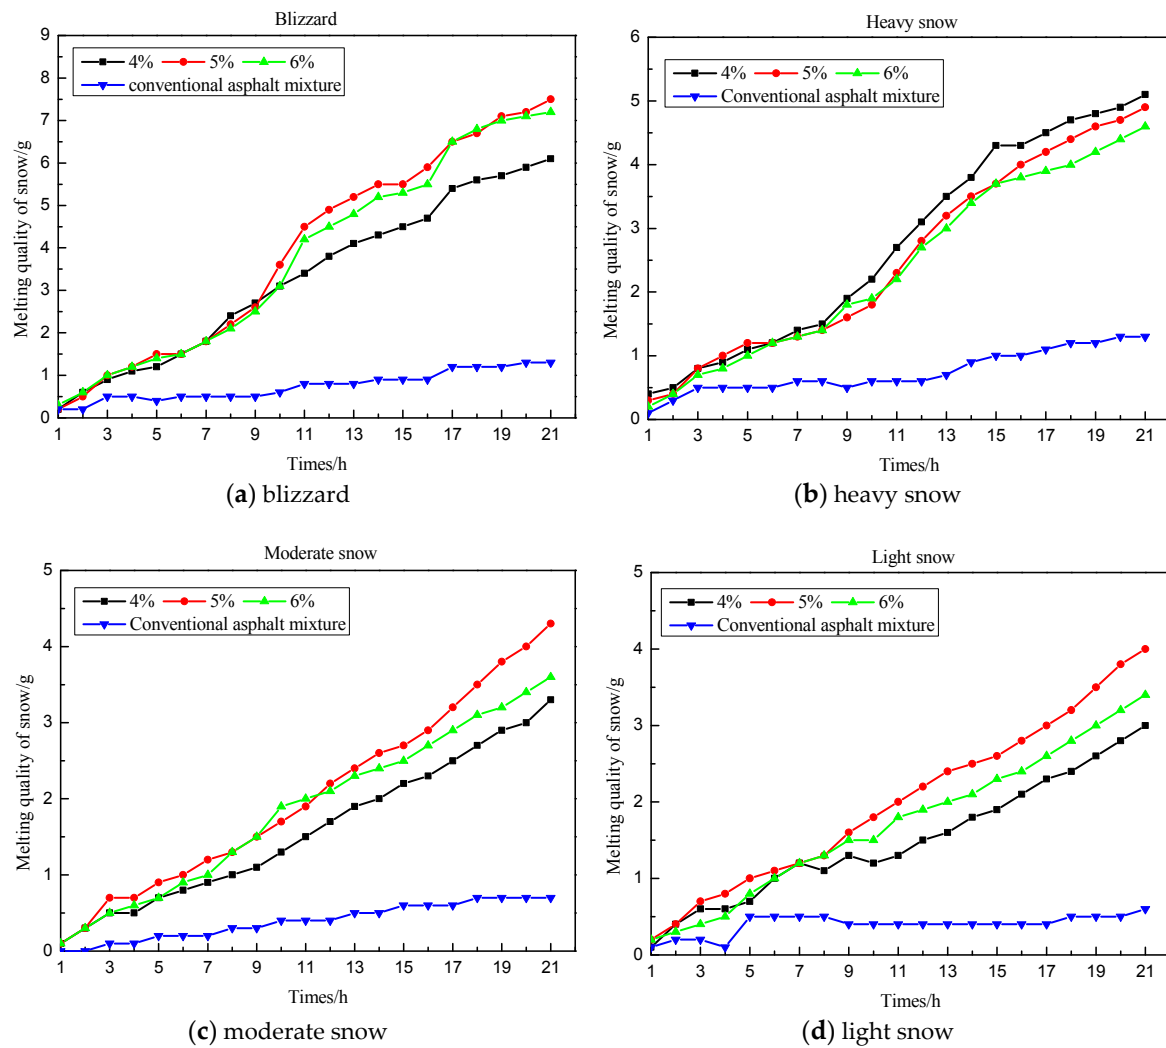 Blizzard
9
8
7
6
5
4
3
2
1
0
Melting quality of snow/g
4% 5% 6%
conventional asphalt mixture
1 3 5 7 9 11 13 15 17 19 21
Times/h
(a) blizzard
Heavy snow
6
5
4
3
2
1
0
Melting quality of snow/g
4% 5% 6%
Conventional asphalt mixture
1 3 5 7 9 11 13 15 17 19 21
Times/h
(b) heavy snow
Moderate snow
5
4
3
2
1
0
Melting quality of snow/g
4% 5% 6%
Conventional asphalt mixture
1 3 5 7 9 11 13 15 17 19 21
Times/h
(c) moderate snow
Light snow
5
4
3
2
1
0
Melting quality of snow/g
4% 5% 6%
Conventional asphalt mixture
1 3 5 7 9 11 13 15 17 19 21
Times/h
(d) light snow